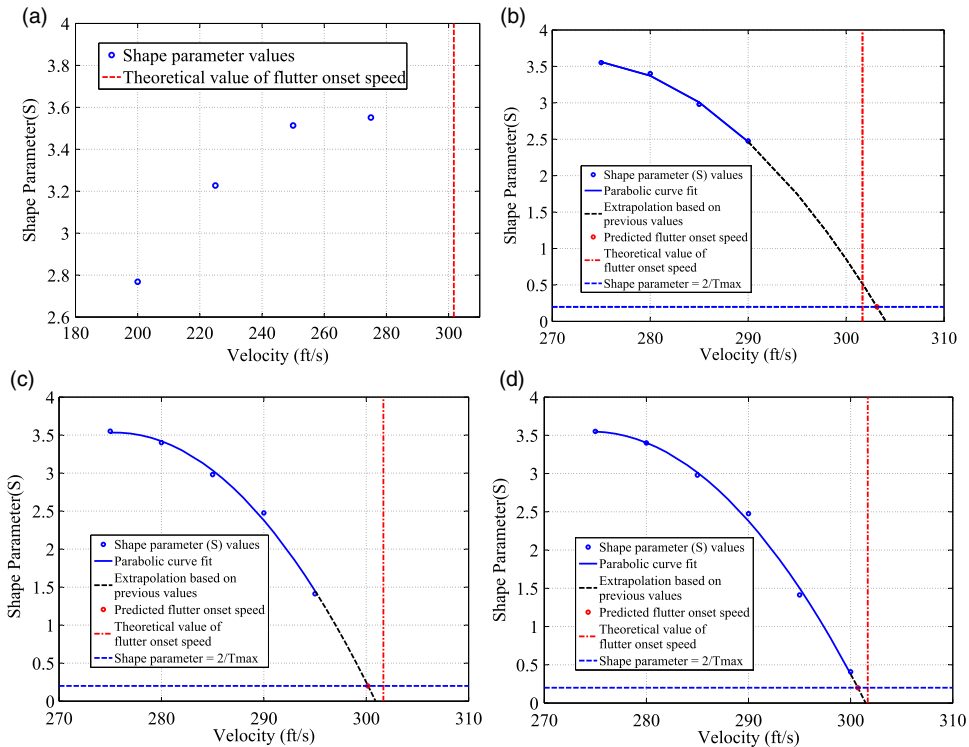 (a)
4
3.8
3.6
3.4
3.2
3
2.8
2.6
Shape Parameter(S)
Shape parameter values
Theoretical value of flutter onset speed
180
200
220
240
260
280
300
Velocity (ft/s)
(b)
4
3.5
3
2.5
2
1.5
1
0.5
0
Shape Parameter(S)
Shape parameter (S) values
Parabolic curve fit
Extrapolation based on
previous values
Predicted flutter onset speed
Theoretical value of
flutter onset speed
Shape parameter = 2/Tmax
270
280
290
300
310
Velocity (ft/s)
(c)
4
3.5
3
2.5
2
1.5
1
0.5
0
Shape Parameter(S)
Shape parameter (S) values
Parabolic curve fit
Extrapolation based on
previous values
Predicted flutter onset speed
Theoretical value of
flutter onset speed
Shape parameter = 2/Tmax
270
280
290
300
310
Velocity (ft/s)
(d)
4
3.5
3
2.5
2
1.5
1
0.5
0
Shape Parameter(S)
Shape parameter (S) values
Parabolic curve fit
Extrapolation based on
previous values
Predicted flutter onset speed
Theoretical value of
flutter onset speed
Shape parameter = 2/Tmax
270
280
290
300
310
Velocity (ft/s)